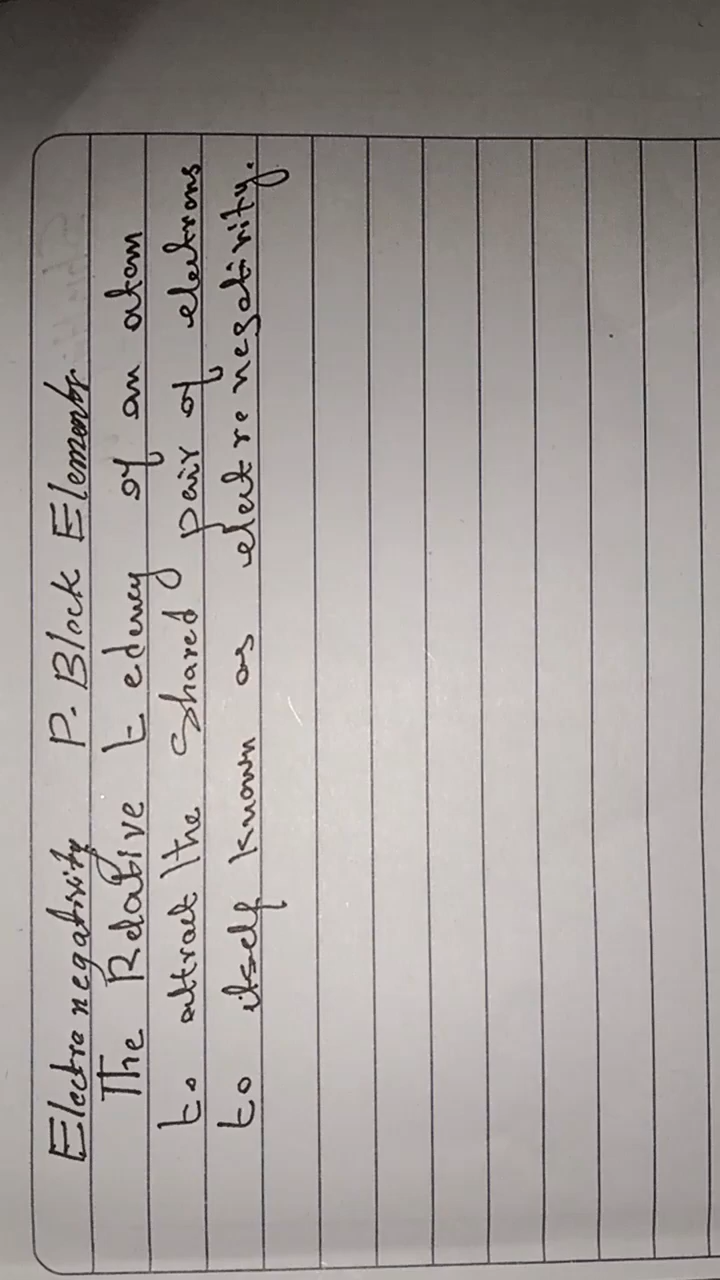 Electronegativity P. Block Elements
The Relative tedency of an atom
to attract the shared pair of electrons
to itself known as electronegativity.